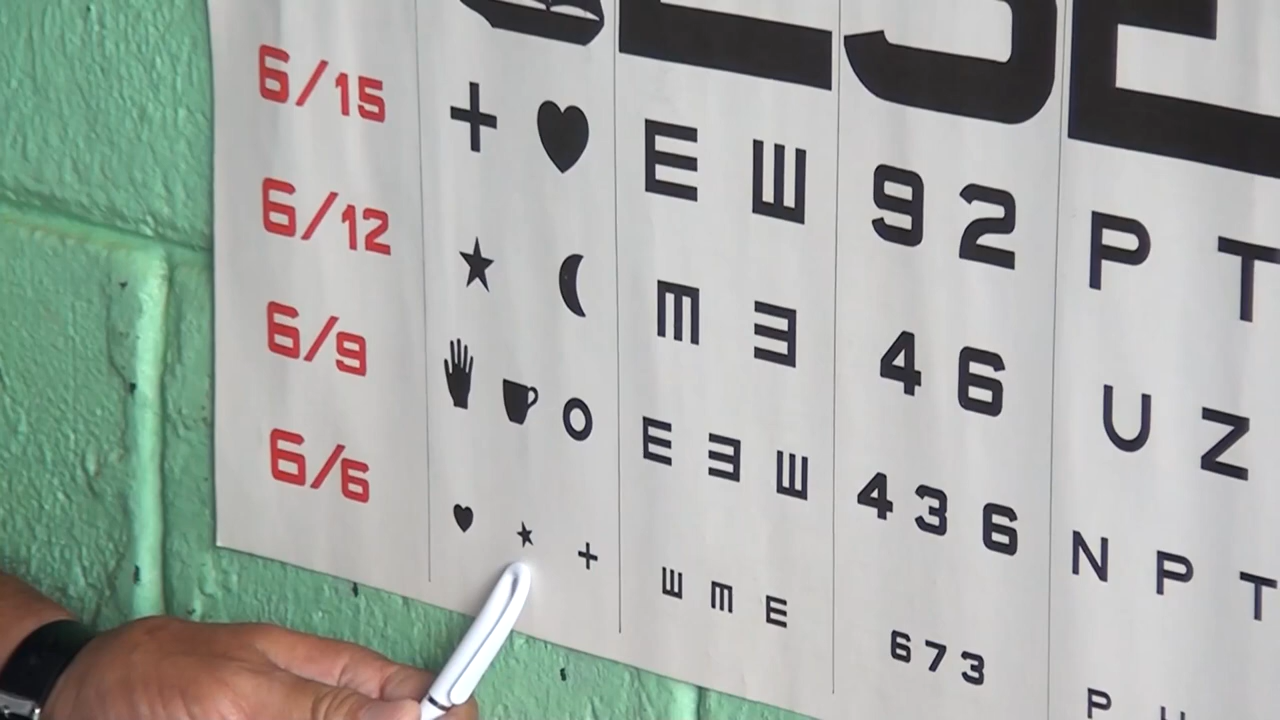 6/15 E Ш 9 2 P T
6/12 m Ǝ 4 6 U Z
6/9 E Ǝ Ш 4 3 6 N P T
6/6 Ш m E 6 7 3 P